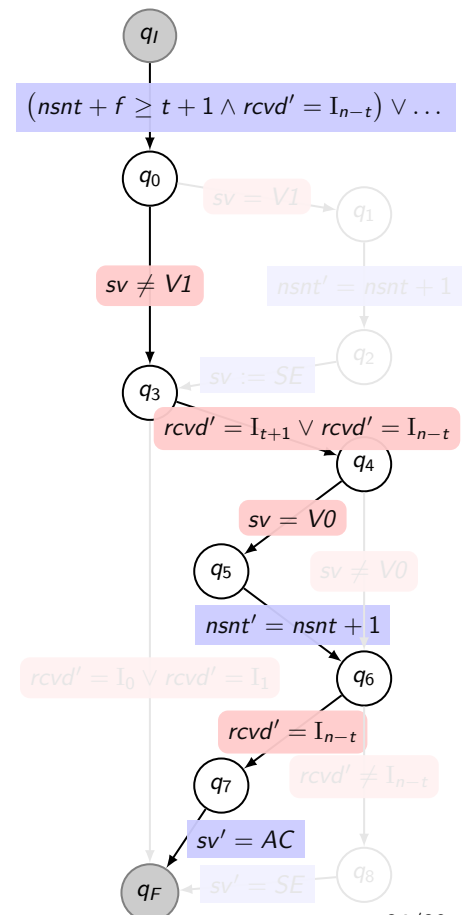 q_I
(nsnt + f ≥ t + 1 ∧ rcvd′ = I_{n−t}) ∨ …
q_0
sv = V1
q_1
sv ≠ V1
nsnt′ = nsnt + 1
q_2
sv := SE
q_3
rcvd′ = I_{t+1} ∨ rcvd′ = I_{n−t}
q_4
sv = V0
q_5
sv ≠ V0
nsnt′ = nsnt + 1
rcvd′ = I_0 ∨ rcvd′ = I_1
q_6
rcvd′ = I_{n−t}
rcvd′ ≠ I_{n−t}
q_7
sv′ = AC
q_8
sv′ = SE
q_F